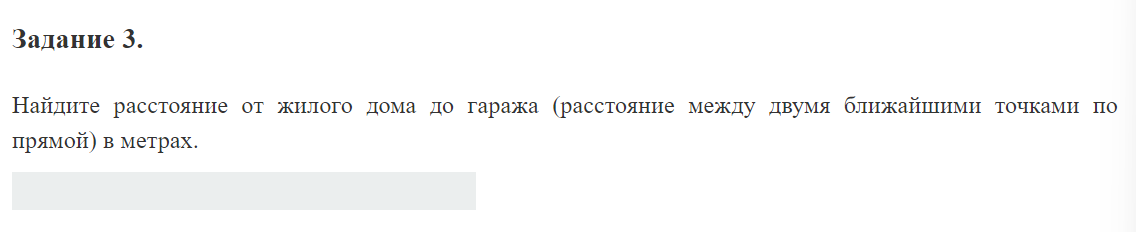 Задание 3.
Найдите расстояние от жилого дома до гаража (расстояние между двумя ближайшими точками по
прямой) в метрах.